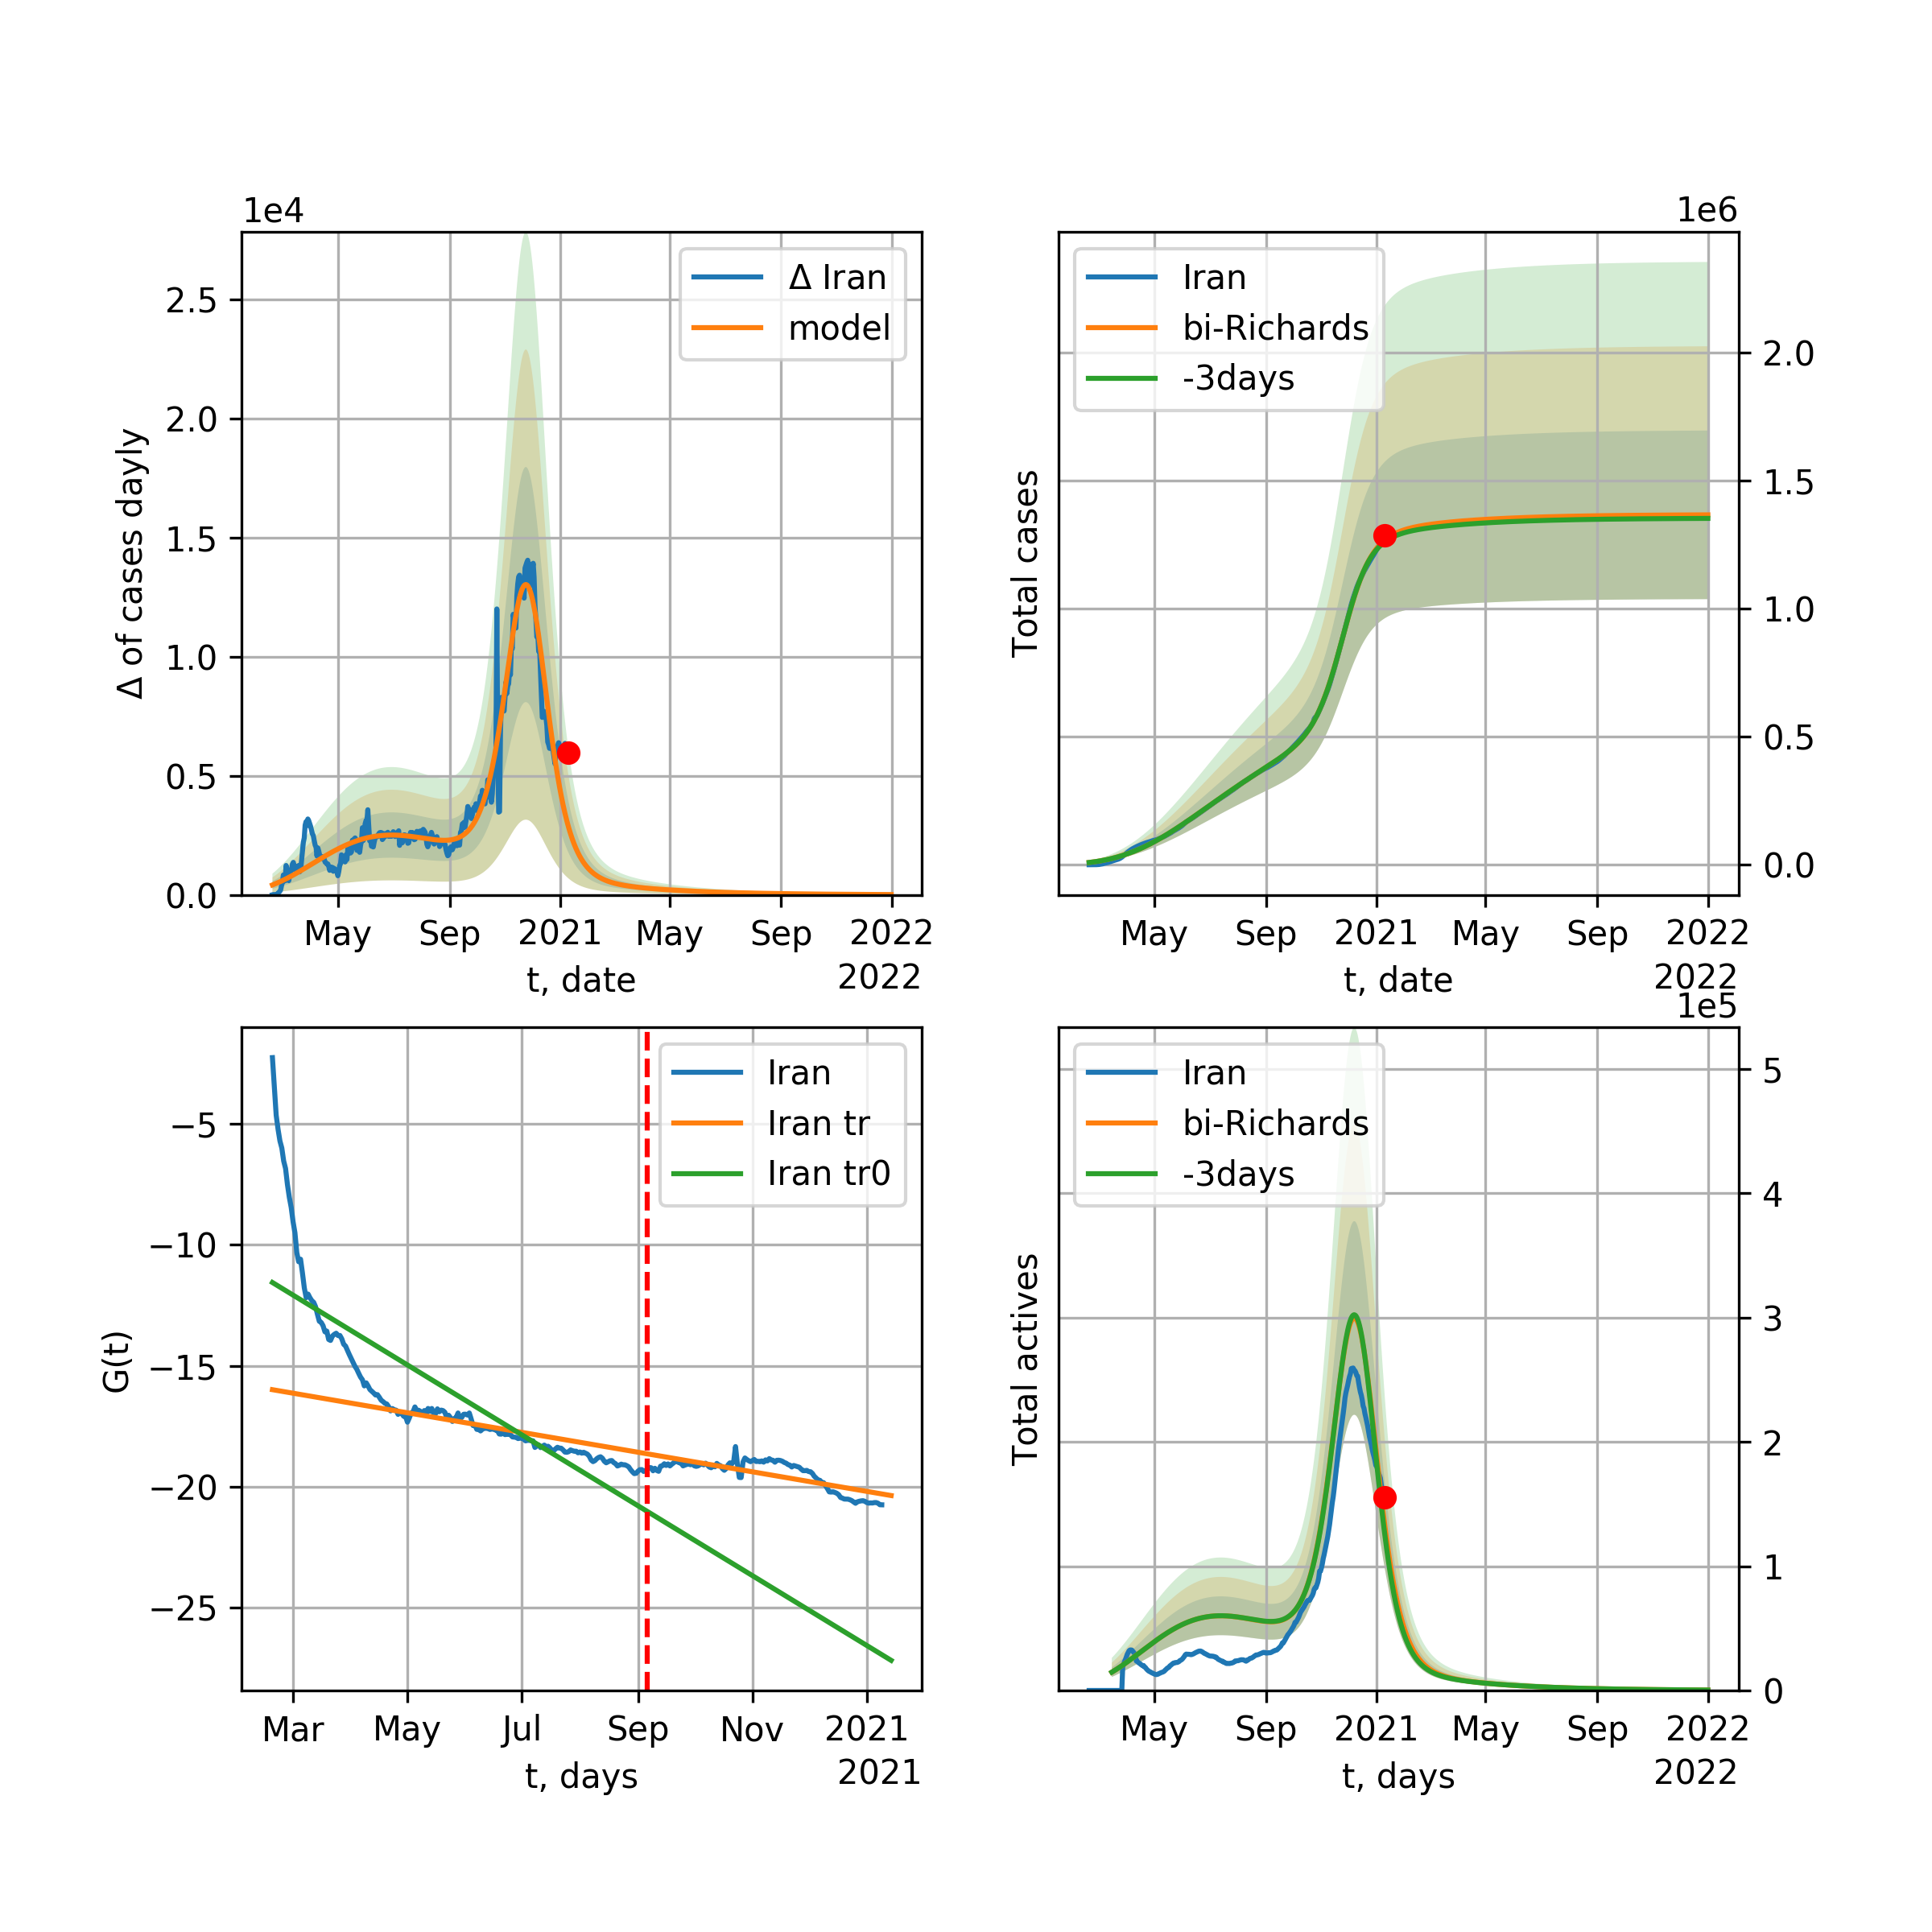 1e4
Δ of cases dayly
2.5
2.0
1.5
1.0
0.5
0.0
Δ Iran
model
May Sep 2021 May Sep 2022
t, date 2022
1e6
Total cases
Iran
bi-Richards
-3days
2.0
1.5
1.0
0.5
0.0
May Sep 2021 May Sep 2022
t, date 2022
G(t)
−5
−10
−15
−20
−25
Iran
Iran tr
Iran tr0
Mar May Jul Sep Nov 2021
t, days 2021
1e5
Total actives
Iran
bi-Richards
-3days
5
4
3
2
1
0
May Sep 2021 May Sep 2022
t, days 2022